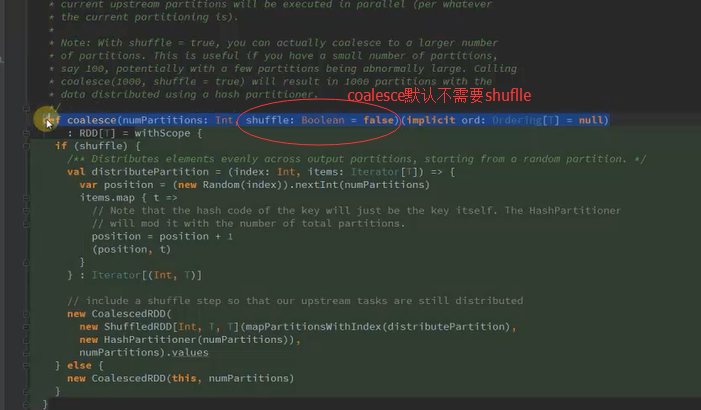 * current upstream partitions will be executed in parallel (per whatever
* the current partitioning is).
*
* Note: With shuffle = true, you can actually coalesce to a larger number
* of partitions. This is useful if you have a small number of partitions,
* say 100, potentially with a few partitions being abnormally large. Calling
* coalesce(1000, shuffle = true) will result in 1000 partitions with the
* data distributed using a hash partitioner.
coalesce默认不需要shuflle
*/
def coalesce(numPartitions: Int, shuffle: Boolean = false)(implicit ord: Ordering[T] = null)
: RDD[T] = withScope {
if (shuffle) {
/** Distributes elements evenly across output partitions, starting from a random partition. */
val distributePartition = (index: Int, items: Iterator[T]) => {
var position = (new Random(index)).nextInt(numPartitions)
items.map { t =>
// Note that the hash code of the key will just be the key itself. The HashPartitioner
// will mod it with the number of total partitions.
position = position + 1
(position, t)
}
} : Iterator[(Int, T)]
// include a shuffle step so that our upstream tasks are still distributed
new CoalescedRDD(
new ShuffledRDD[Int, T, T](mapPartitionsWithIndex(distributePartition),
new HashPartitioner(numPartitions)),
numPartitions).values
} else {
new CoalescedRDD(this, numPartitions)
}
}